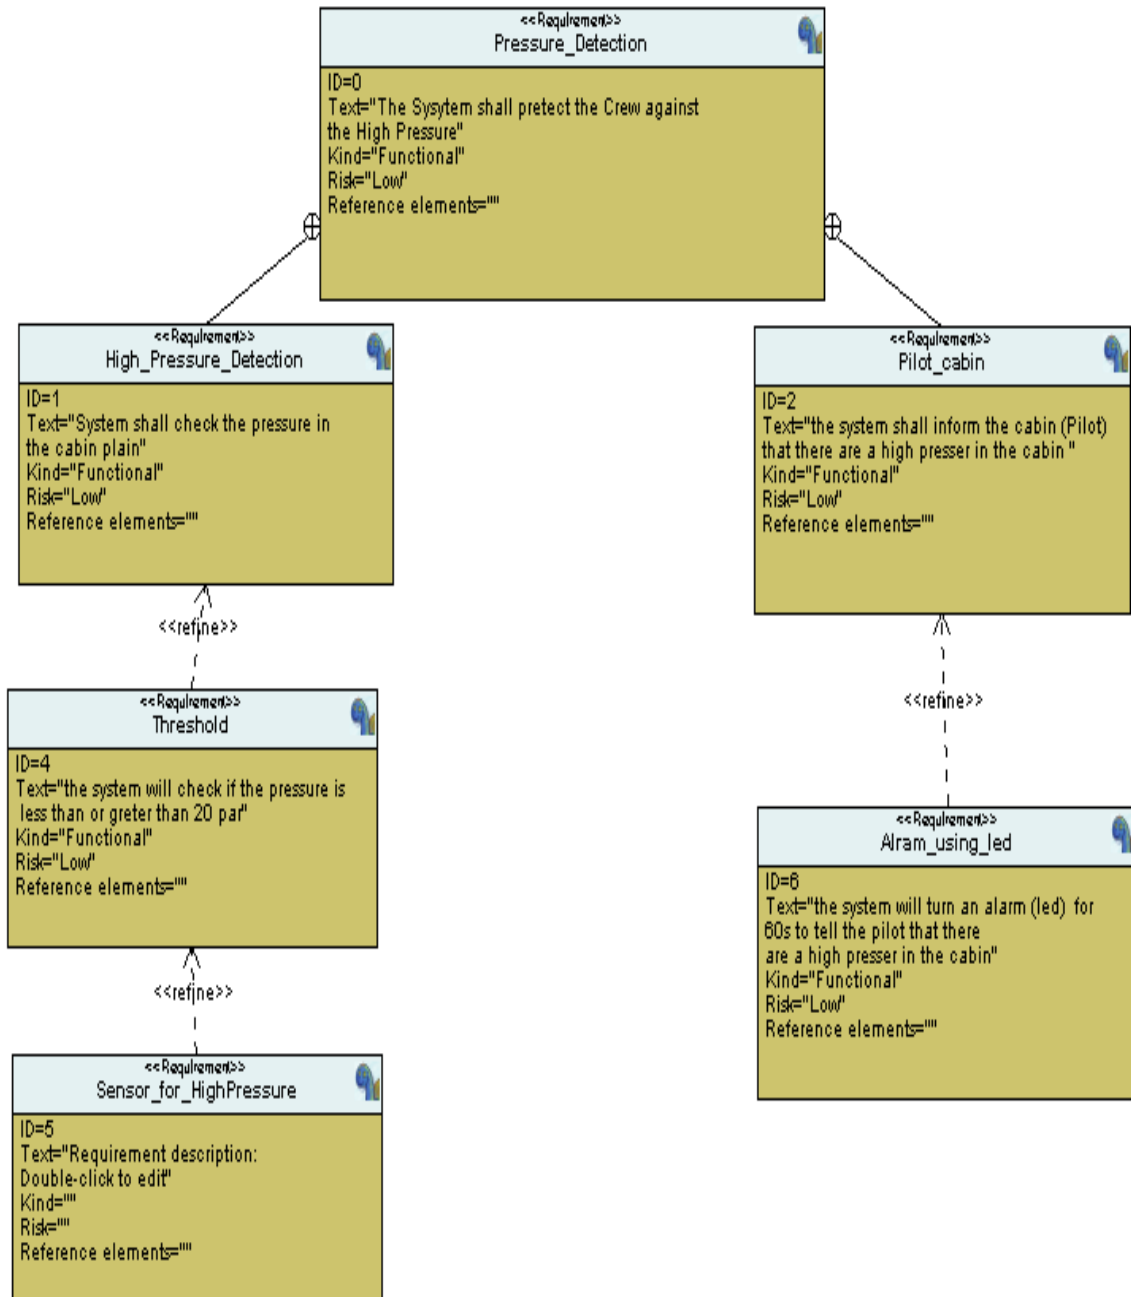 <<Requirement>>
Pressure_Detection
ID=0
Text="The Sysytem shall pretect the Crew against
the High Pressure"
Kind="Functional"
Risk="Low"
Reference elements=""
<<Requirement>>
High_Pressure_Detection
ID=1
Text="System shall check the pressure in
the cabin plain"
Kind="Functional"
Risk="Low"
Reference elements=""
<<Requirement>>
Pilot_cabin
ID=2
Text="the system shall inform the cabin (Pilot)
that there are a high presser in the cabin "
Kind="Functional"
Risk="Low"
Reference elements=""
<<refine>>
<<refine>>
<<Requirement>>
Threshold
ID=4
Text="the system will check if the pressure is
less than or greter than 20 par"
Kind="Functional"
Risk="Low"
Reference elements=""
<<Requirement>>
Alram_using_led
ID=6
Text="the system will turn an alarm (led) for
60s to tell the pilot that there
are a high presser in the cabin"
Kind="Functional"
Risk="Low"
Reference elements=""
<<refine>>
<<Requirement>>
Sensor_for_HighPressure
ID=5
Text="Requirement description:
Double-click to edit"
Kind=""
Risk=""
Reference elements=""